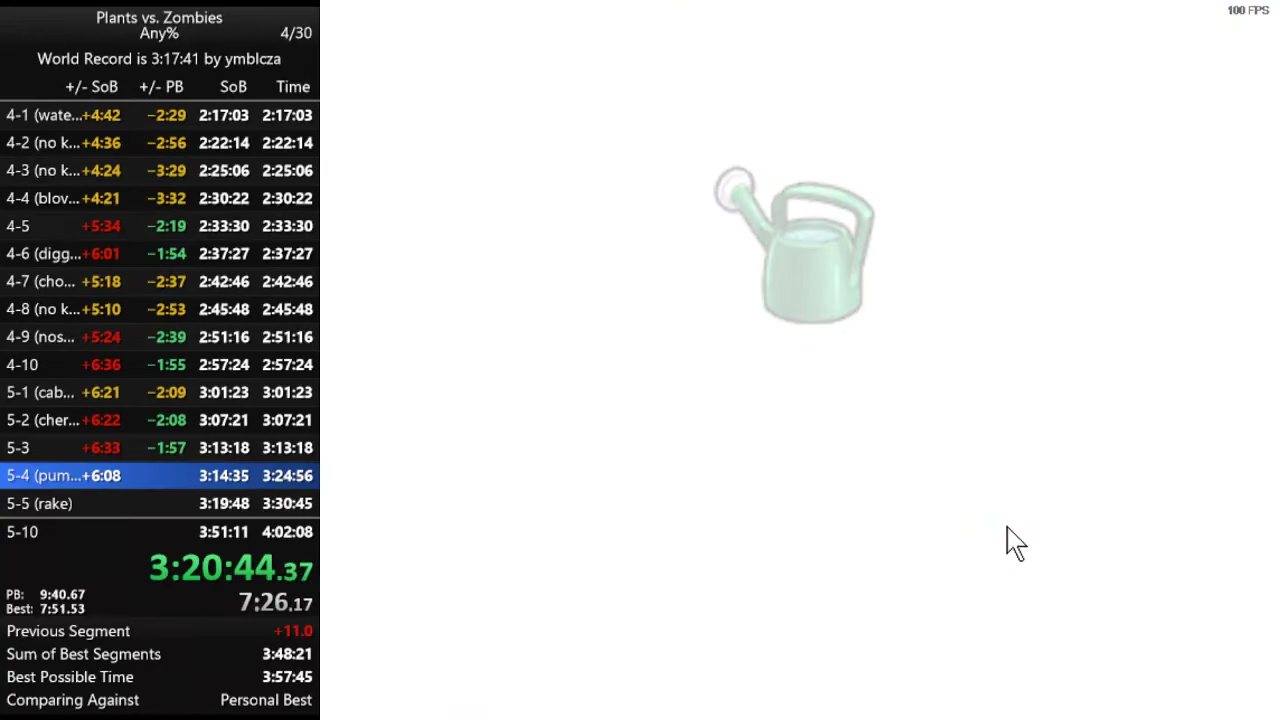 Plants vs. Zombies
Any% 4/30
World Record is 3:17:41 by ymblcza
+/- SoB +/- PB SoB Time
4-1 (wate...+4:42 −2:29 2:17:03 2:17:03
4-2 (no k...+4:36 −2:56 2:22:14 2:22:14
4-3 (no k...+4:24 −3:29 2:25:06 2:25:06
4-4 (blov...+4:21 −3:32 2:30:22 2:30:22
4-5 +5:34 −2:19 2:33:30 2:33:30
4-6 (digg...+6:01 −1:54 2:37:27 2:37:27
4-7 (cho...+5:18 −2:37 2:42:46 2:42:46
4-8 (no k...+5:10 −2:53 2:45:48 2:45:48
4-9 (nos...+5:24 −2:39 2:51:16 2:51:16
4-10 +6:36 −1:55 2:57:24 2:57:24
5-1 (cab...+6:21 −2:09 3:01:23 3:01:23
5-2 (cher...+6:22 −2:08 3:07:21 3:07:21
5-3 +6:33 −1:57 3:13:18 3:13:18
5-4 (pum...+6:08 3:14:35 3:24:56
5-5 (rake) 3:19:48 3:30:45
5-10 3:51:11 4:02:08
3:20:44.37
PB: 9:40.67
Best: 7:51.53
7:26.17
Previous Segment +11.0
Sum of Best Segments 3:48:21
Best Possible Time 3:57:45
Comparing Against Personal Best
100 FPS